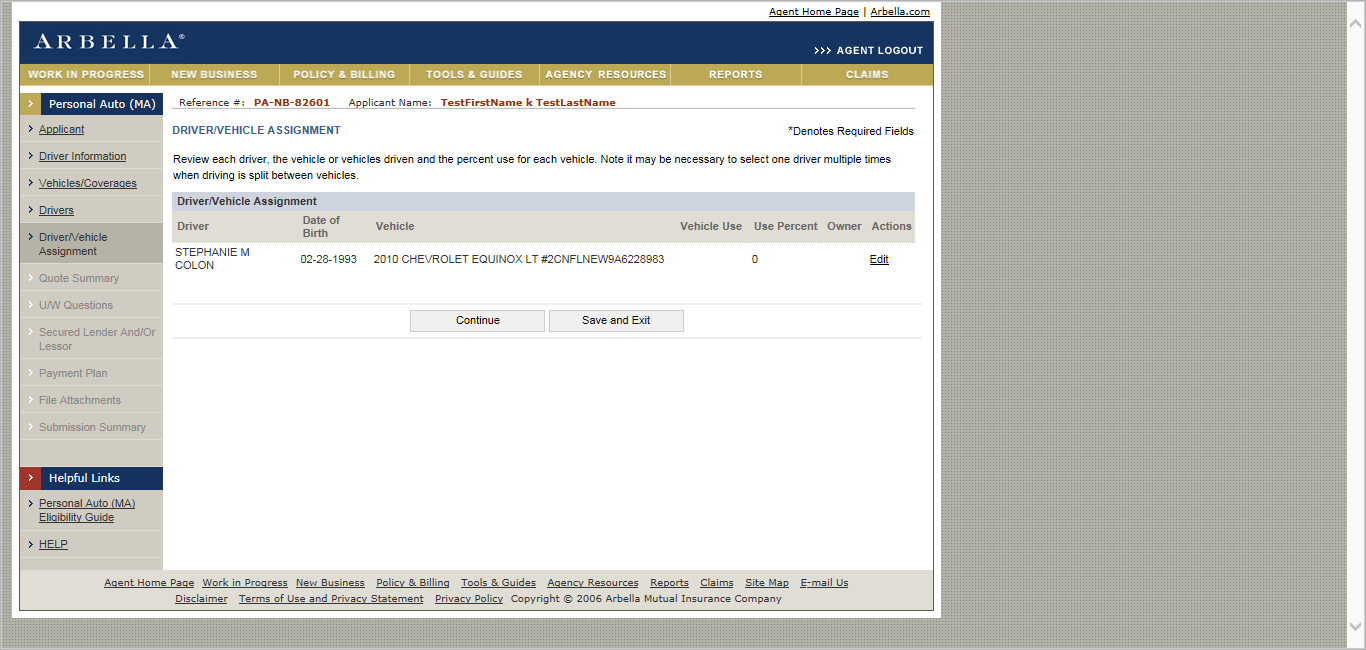 Agent Home Page | Arbella.com
ARBELLA®
>>> AGENT LOGOUT
WORK IN PROGRESS NEW BUSINESS POLICY & BILLING TOOLS & GUIDES AGENCY RESOURCES REPORTS CLAIMS
Personal Auto (MA)
Applicant
Driver Information
Vehicles/Coverages
Drivers
Driver/Vehicle
Assignment
Quote Summary
U/W Questions
Secured Lender And/Or
Lessor
Payment Plan
File Attachments
Submission Summary
Helpful Links
Personal Auto (MA)
Eligibility Guide
HELP
Reference #: PA-NB-82601 Applicant Name: TestFirstName k TestLastName
DRIVER/VEHICLE ASSIGNMENT
*Denotes Required Fields
Review each driver, the vehicle or vehicles driven and the percent use for each vehicle. Note it may be necessary to select one driver multiple times
when driving is split between vehicles.
Driver/Vehicle Assignment
Driver Date of Birth Vehicle Vehicle Use Use Percent Owner Actions
STEPHANIE M
COLON 02-28-1993 2010 CHEVROLET EQUINOX LT #2CNFLNEW9A6228983 0 Edit
Continue Save and Exit
Agent Home Page Work in Progress New Business Policy & Billing Tools & Guides Agency Resources Reports Claims Site Map E-mail Us
Disclaimer Terms of Use and Privacy Statement Privacy Policy Copyright © 2006 Arbella Mutual Insurance Company